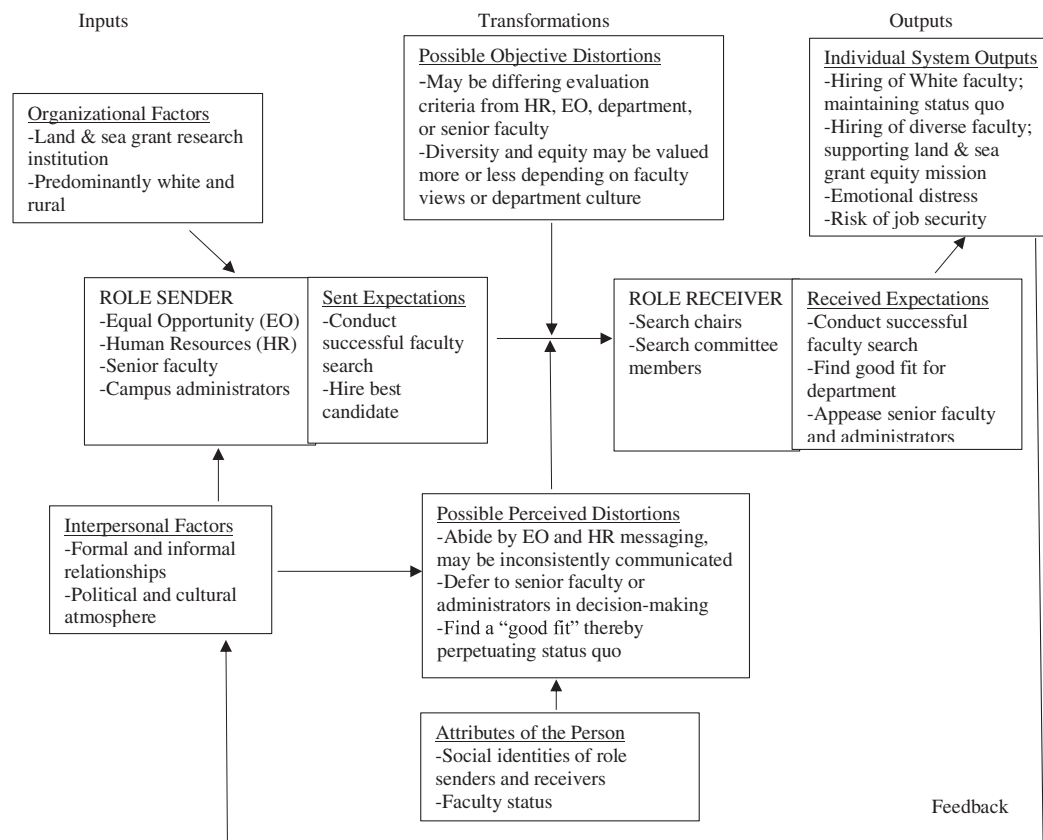 Inputs
Transformations
Outputs
Possible Objective Distortions
-May be differing evaluation
criteria from HR, EO, department,
or senior faculty
-Diversity and equity may be valued
more or less depending on faculty
views or department culture
Individual System Outputs
-Hiring of White faculty;
maintaining status quo
-Hiring of diverse faculty;
supporting land & sea
grant equity mission
-Emotional distress
-Risk of job security
Organizational Factors
-Land & sea grant research
institution
-Predominantly white and
rural
ROLE SENDER
-Equal Opportunity (EO)
-Human Resources (HR)
-Senior faculty
-Campus administrators
Sent Expectations
-Conduct
successful faculty
search
-Hire best
candidate
ROLE RECEIVER
-Search chairs
-Search committee
members
Received Expectations
-Conduct successful
faculty search
-Find good fit for
department
-Appease senior faculty
and administrators
Interpersonal Factors
-Formal and informal
relationships
-Political and cultural
atmosphere
Possible Perceived Distortions
-Abide by EO and HR messaging,
may be inconsistently communicated
-Defer to senior faculty or
administrators in decision-making
-Find a “good fit” thereby
perpetuating status quo
Attributes of the Person
-Social identities of role
senders and receivers
-Faculty status
Feedback